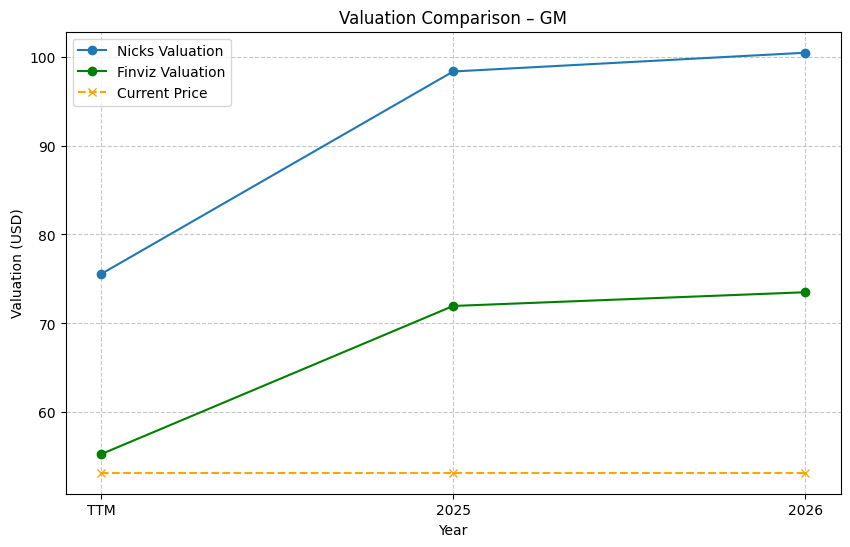 Valuation Comparison – GM
Nicks Valuation
Finviz Valuation
Current Price
Valuation (USD)
100
90
80
70
60
TTM
2025
2026
Year